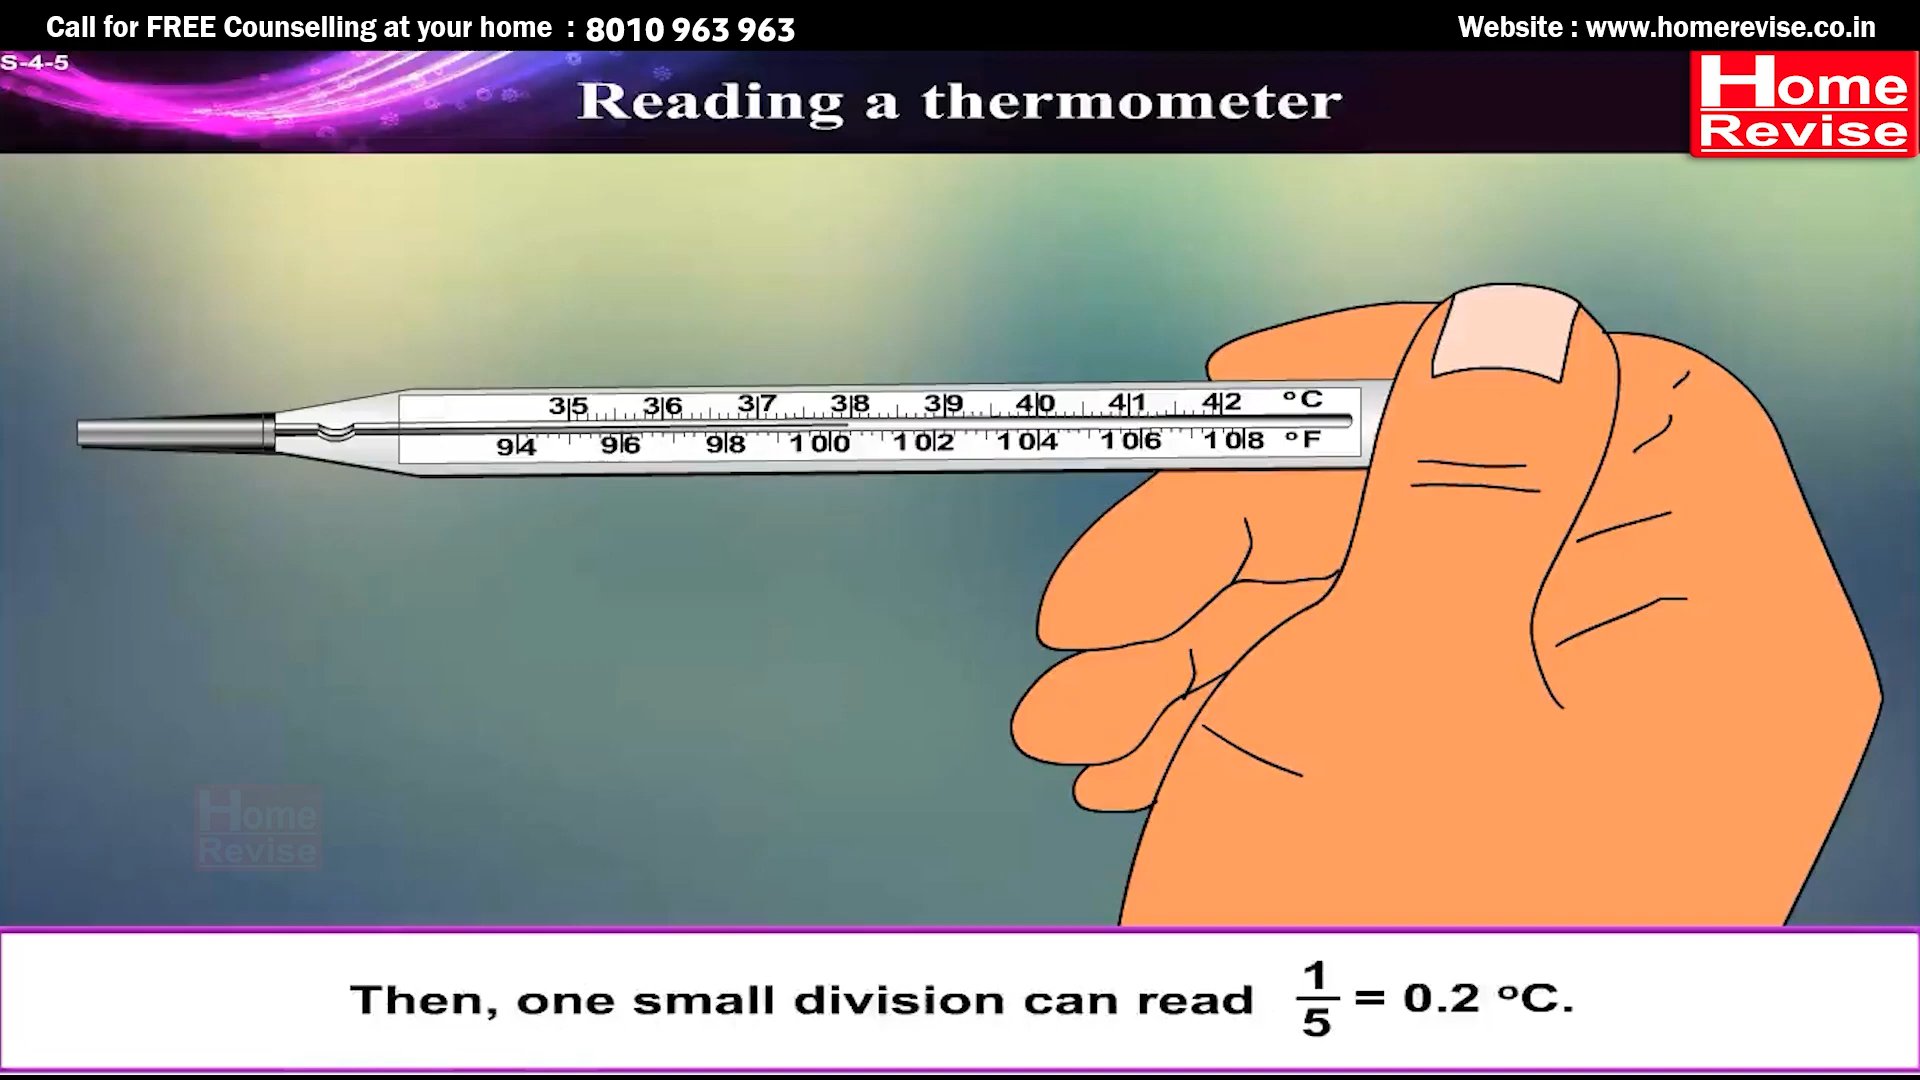 Call for FREE Counselling at your home : 8010 963 963
Website : www.homerevise.co.in
S-4-5
Reading a thermometer
Home
Revise
35 36 37 38 39 40 41 42 °C
94 96 98 100 102 104 106 108 °F
Home
Revise
Then, one small division can read 1/5 = 0.2 °C.